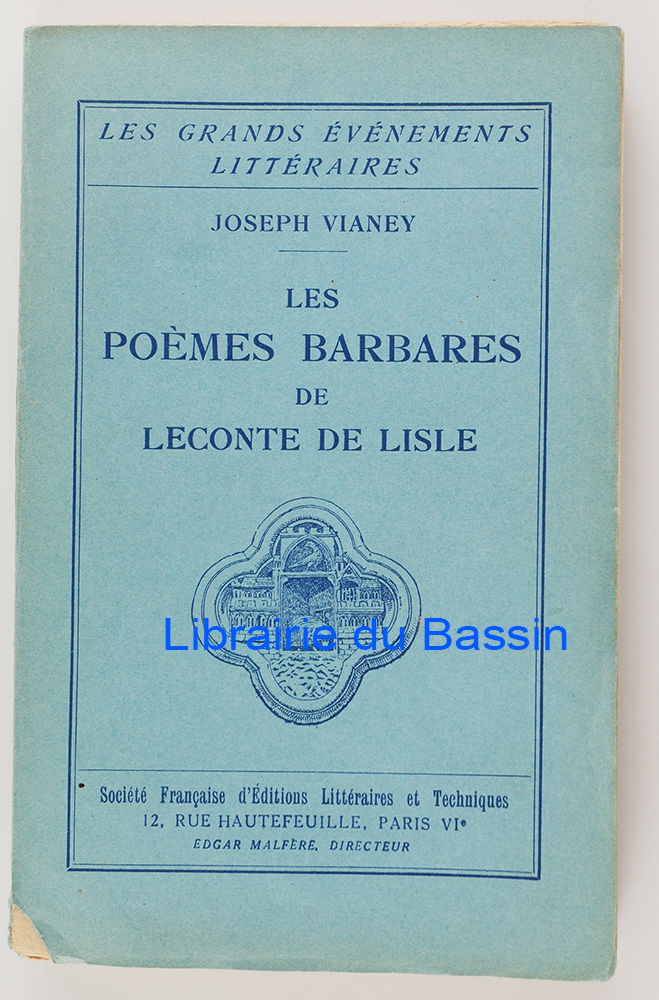 LES GRANDS ÉVÉNEMENTS
LITTÉRAIRES
JOSEPH VIANEY
LES
POÈMES BARBARES
DE
LECONTE DE LISLE
Librairie du Bassin
Société Française d'Éditions Littéraires et Techniques
12, RUE HAUTEFEUILLE, PARIS VIe
EDGAR MALFÈRE, DIRECTEUR